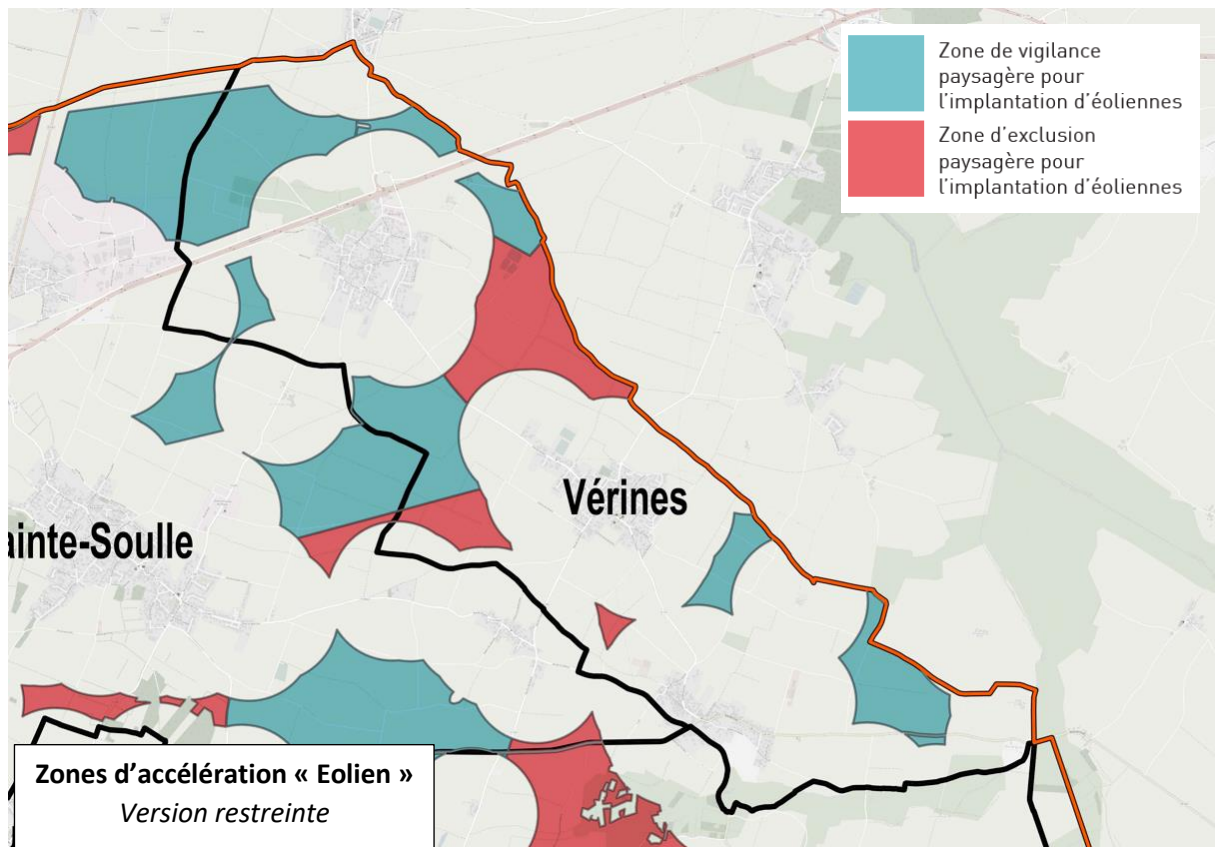 Zone de vigilance
paysagère pour
l'implantation d'éoliennes
Zone d'exclusion
paysagère pour
l'implantation d'éoliennes
Vérines
ainte-Soulle
Zones d'accélération « Eolien »
Version restreinte